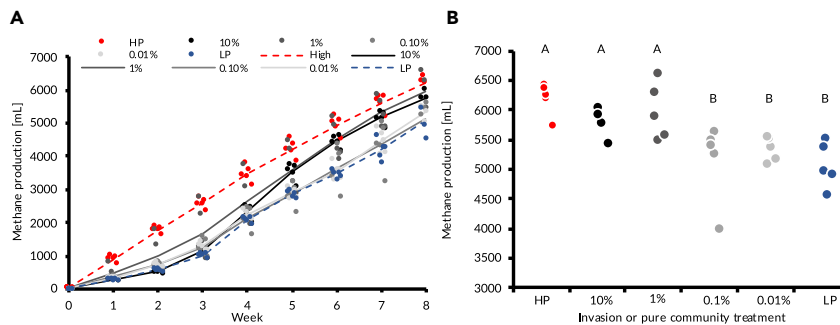 A
HP 10% 1% 0.10%
0.01% LP High 10%
1% 0.10% 0.01% LP
Methane production [mL]
7000
6000
5000
4000
3000
2000
1000
0
0 1 2 3 4 5 6 7 8
Week
B
Methane production [mL]
7000
6500
6000
5500
5000
4500
4000
3500
3000
A A A B B B
HP 10% 1% 0.1% 0.01% LP
Invasion or pure community treatment